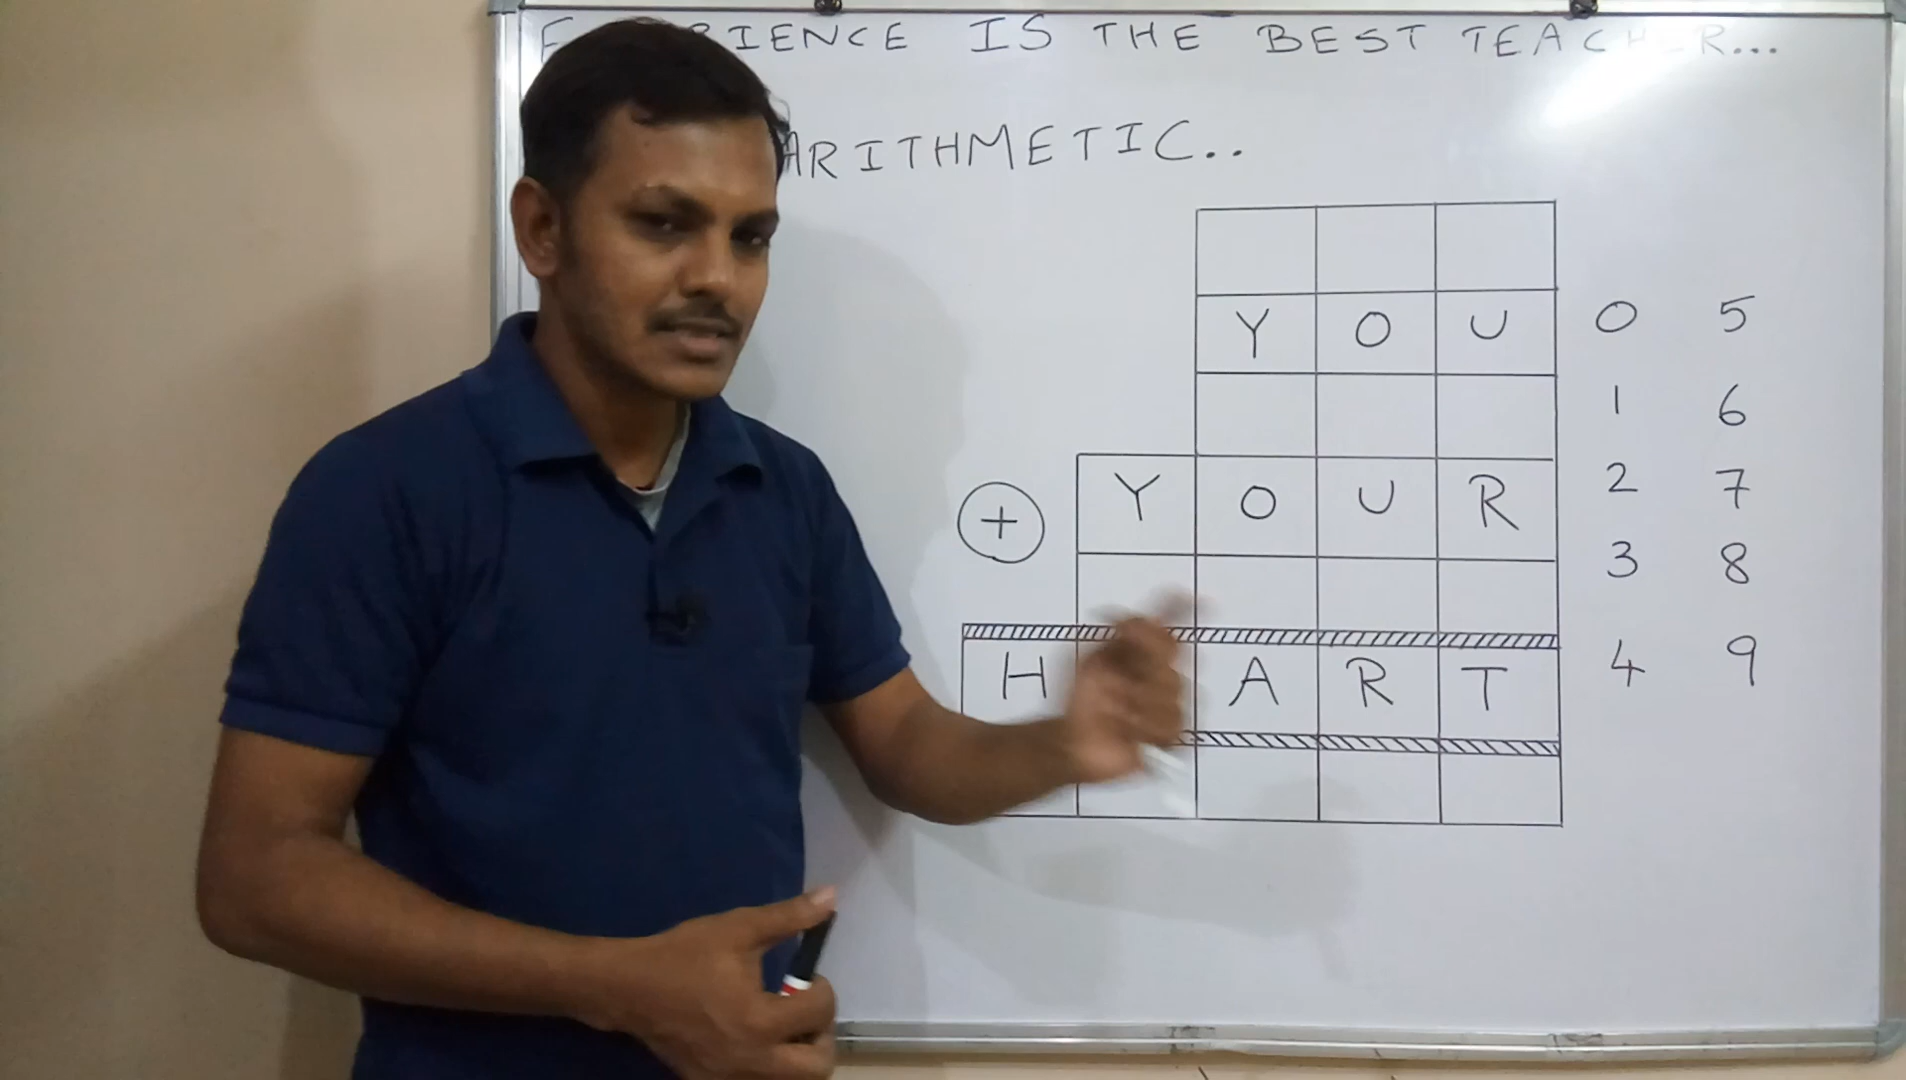 IS THE BEST
ARITHMETIC..
Y O U 0 5
1 6
+ Y O U R 2 7
3 8
H A R T 4 9